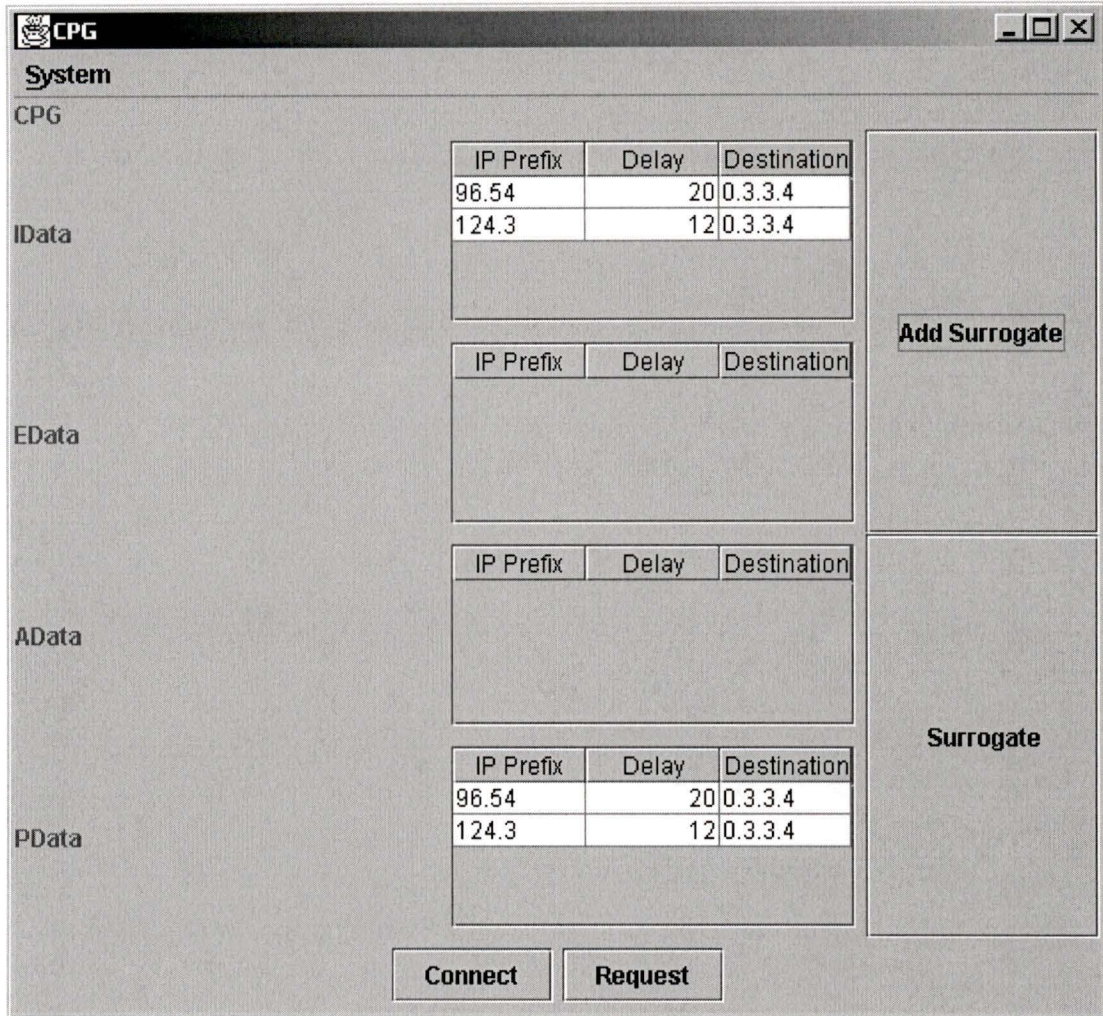 CPG
System
CPG
IP Prefix Delay Destination
96.54 20 0.3.3.4
124.3 12 0.3.3.4
IData
Add Surrogate
IP Prefix Delay Destination
EData
IP Prefix Delay Destination
AData
Surrogate
IP Prefix Delay Destination
96.54 20 0.3.3.4
124.3 12 0.3.3.4
PData
Connect Request